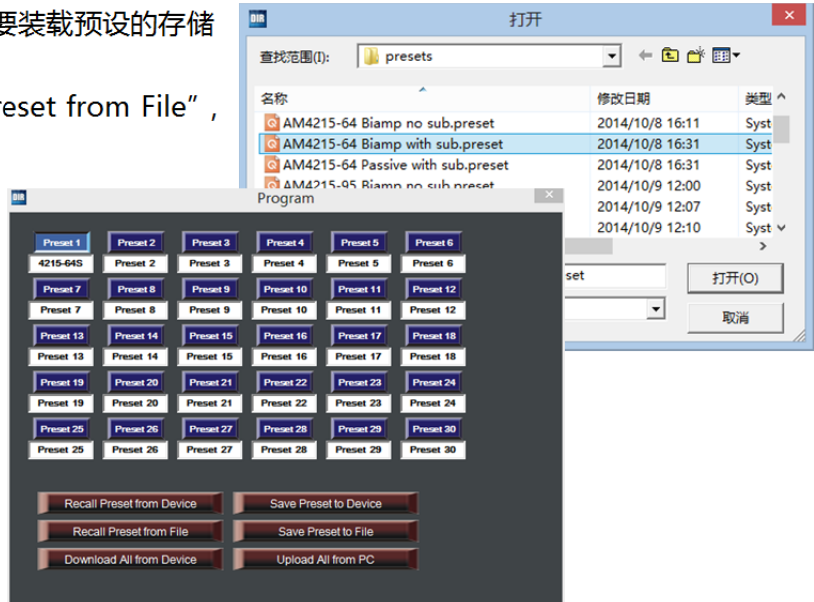 要装载预设的存储
reset from File”，
DIR
打开
查找范围(I):
presets
名称
修改日期
类型
AM4215-64 Biamp no sub.preset
2014/10/8 16:11
Syst
AM4215-64 Biamp with sub.preset
2014/10/8 16:31
Syst
AM4215-64 Passive with sub.preset
2014/10/8 16:31
Syst
AM4215-95 Biamp no sub.preset
2014/10/9 12:00
Syst
2014/10/9 12:07
Syst
2014/10/9 12:10
Syst
set
打开(O)
取消
DIR
Program
Preset 1 Preset 2 Preset 3 Preset 4 Preset 5 Preset 6
4215-64S Preset 2 Preset 3 Preset 4 Preset 5 Preset 6
Preset 7 Preset 8 Preset 9 Preset 10 Preset 11 Preset 12
Preset 7 Preset 8 Preset 9 Preset 10 Preset 11 Preset 12
Preset 13 Preset 14 Preset 15 Preset 16 Preset 17 Preset 18
Preset 13 Preset 14 Preset 15 Preset 16 Preset 17 Preset 18
Preset 19 Preset 20 Preset 21 Preset 22 Preset 23 Preset 24
Preset 19 Preset 20 Preset 21 Preset 22 Preset 23 Preset 24
Preset 25 Preset 26 Preset 27 Preset 28 Preset 29 Preset 30
Preset 25 Preset 26 Preset 27 Preset 28 Preset 29 Preset 30
Recall Preset from Device
Save Preset to Device
Recall Preset from File
Save Preset to File
Download All from Device
Upload All from PC